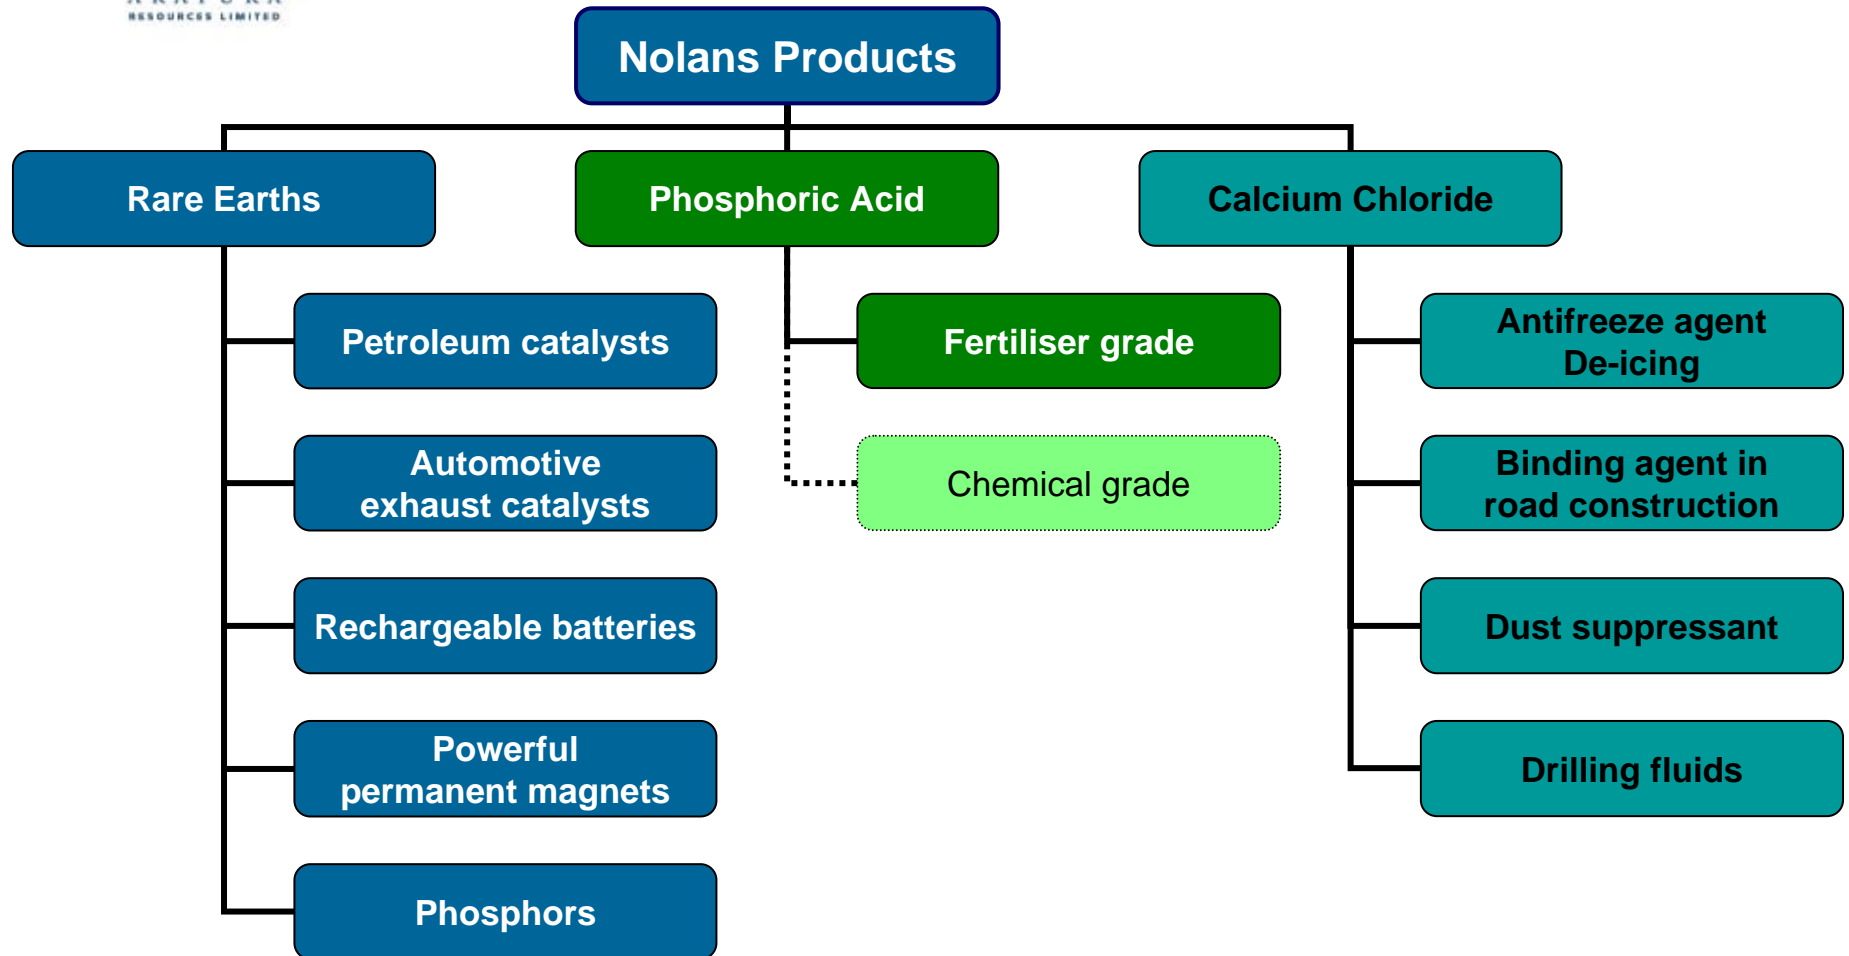 ARAFURA
RESOURCES LIMITED
Nolans Products
Rare Earths
Phosphoric Acid
Calcium Chloride
Petroleum catalysts
Automotive
exhaust catalysts
Rechargeable batteries
Powerful
permanent magnets
Phosphors
Fertiliser grade
Chemical grade
Antifreeze agent
De-icing
Binding agent in
road construction
Dust suppressant
Drilling fluids